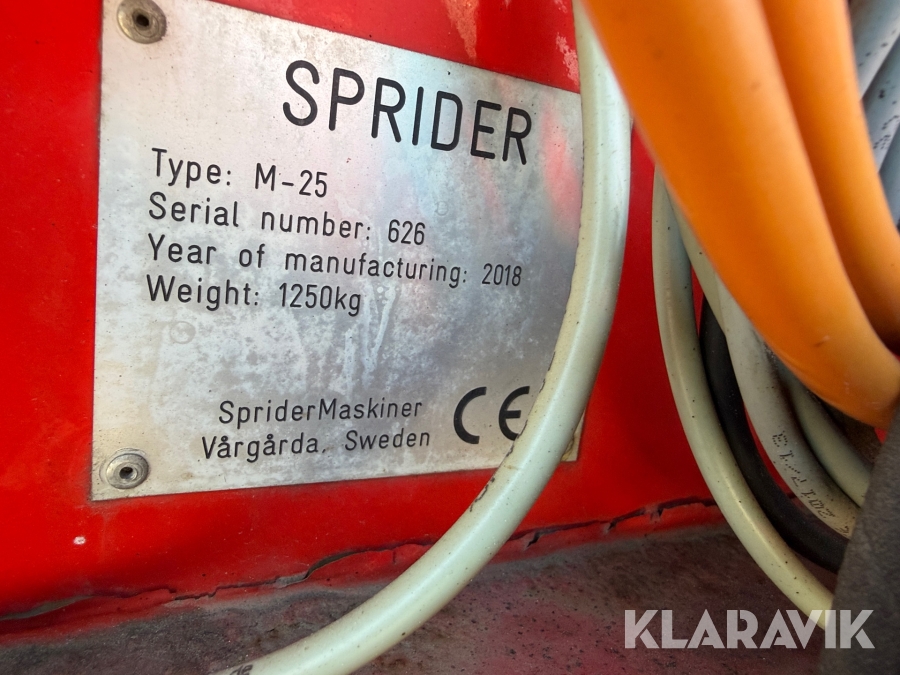 SPRIDER
Type: M-25
Serial number: 626
Year of manufacturing: 2018
Weight: 1250kg
SpriderMaskiner
Vårgårda, Sweden
CE
KLARAVIK